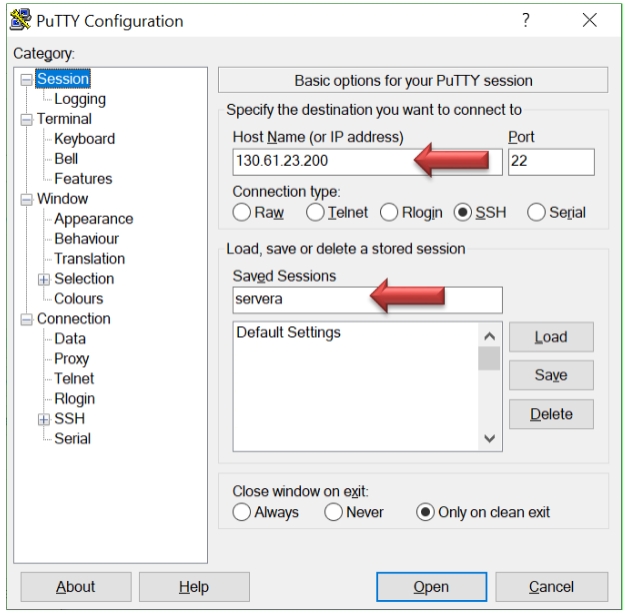 PuTTY Configuration
?
Category:
Session
Logging
Terminal
Keyboard
Bell
Features
Window
Appearance
Behaviour
Translation
Selection
Colours
Connection
Data
Proxy
Telnet
Rlogin
SSH
Serial
Basic options for your PuTTY session
Specify the destination you want to connect to
Host Name (or IP address) Port
130.61.23.200 22
Connection type:
Raw Telnet Rlogin SSH Serial
Load, save or delete a stored session
Saved Sessions
servera
Default Settings
Load
Save
Delete
Close window on exit:
Always Never Only on clean exit
About Help Open Cancel